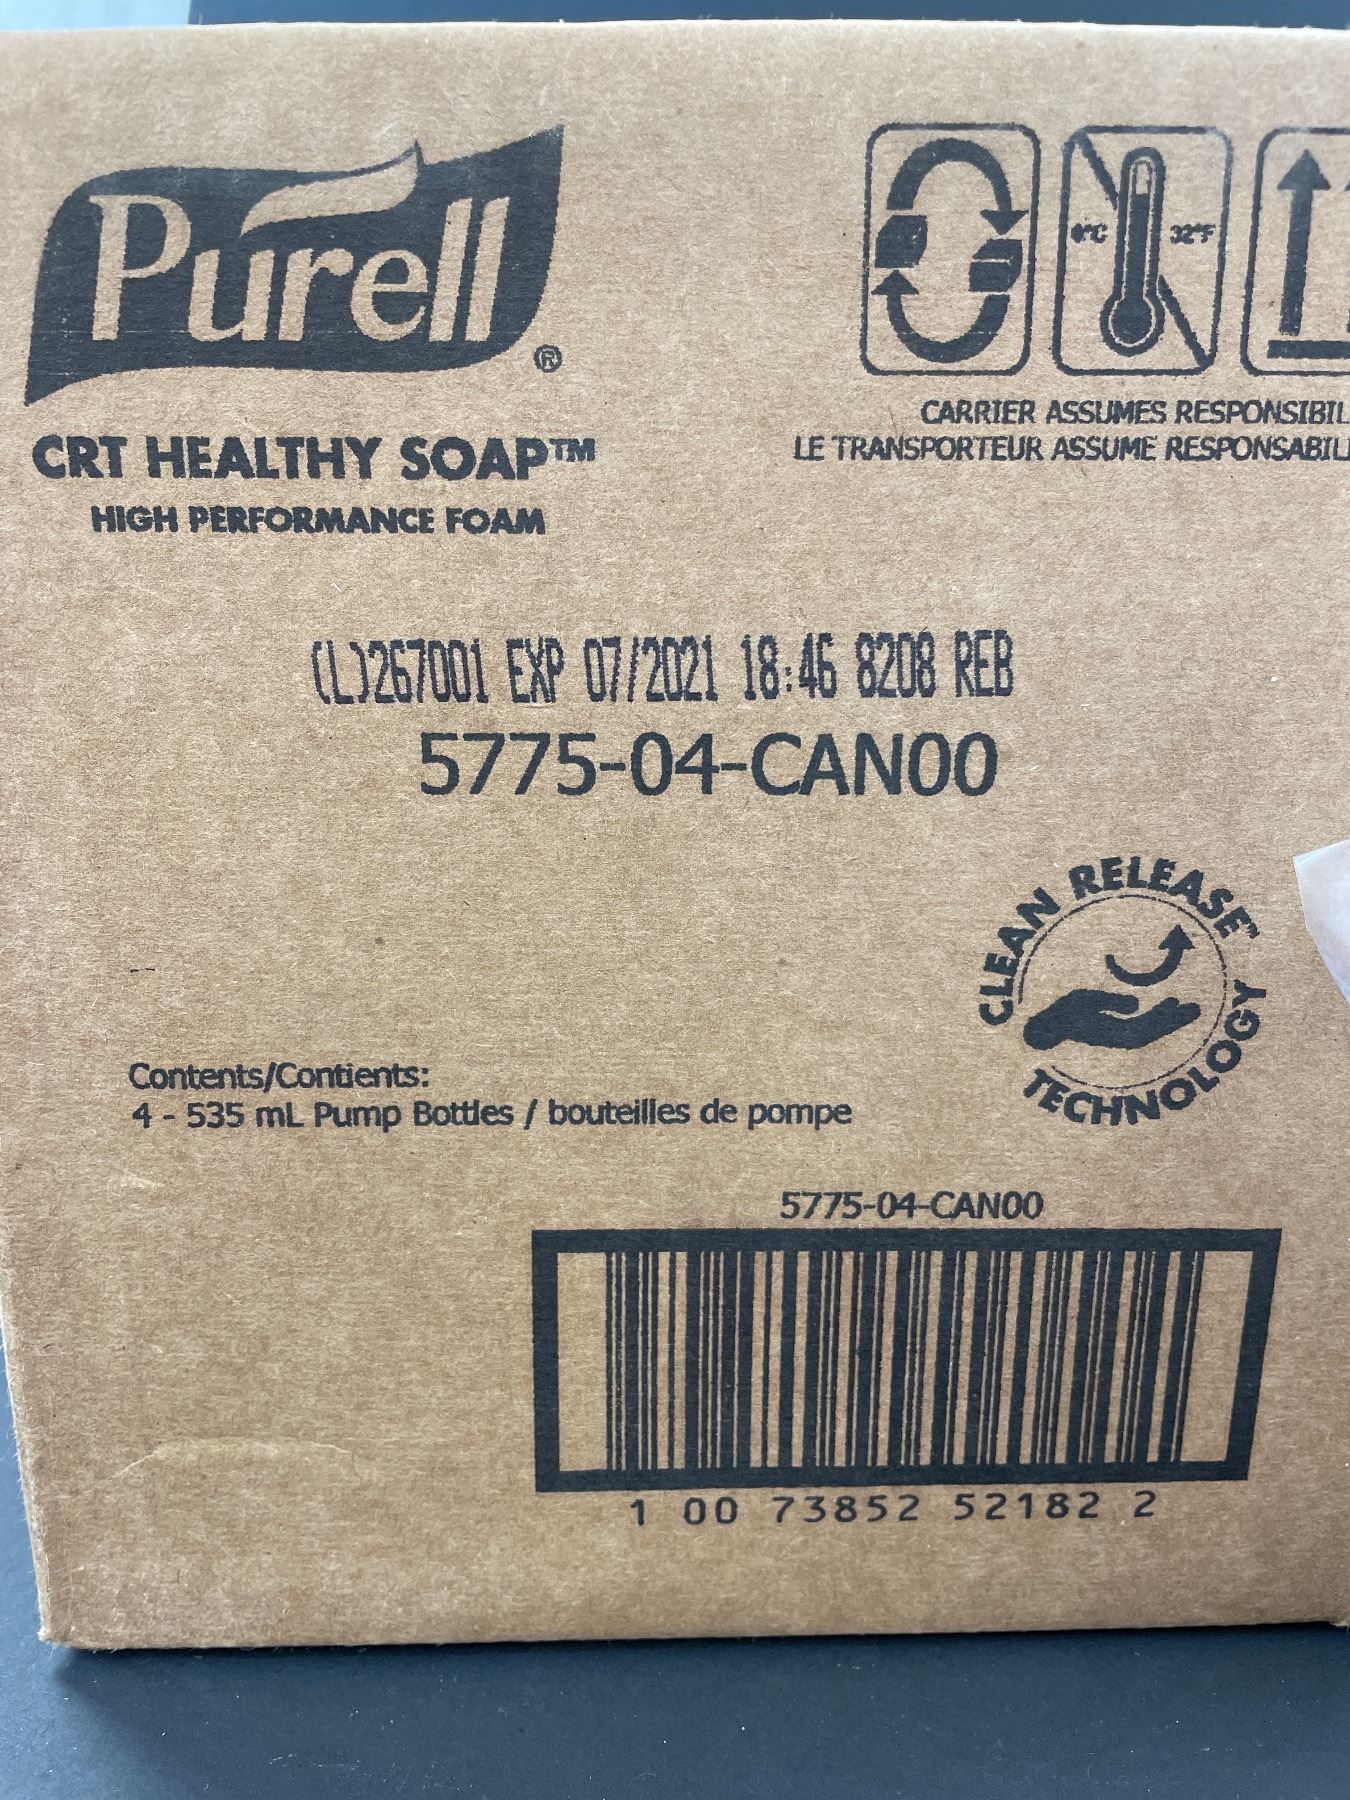 Purell®
CRT HEALTHY SOAP™
HIGH PERFORMANCE FOAM
0°C 32°F
CARRIER ASSUMES RESPONSIBIL
LE TRANSPORTEUR ASSUME RESPONSABIL
(L)267001 EXP 07/2021 18:46 8208 REB
5775-04-CAN00
CLEAN RELEASE™
TECHNOLOGY
Contents/Contients:
4 - 535 mL Pump Bottles / bouteilles de pompe
5775-04-CAN00
1 00 73852 52182 2